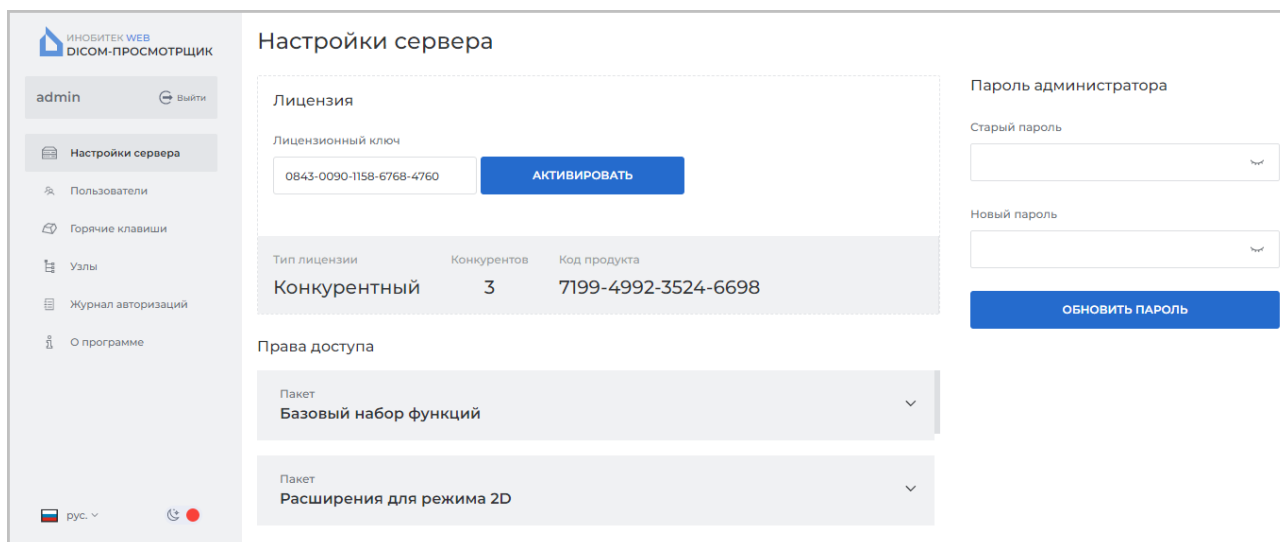 ИНОБИТЕК WEB
DICOM-ПРОСМОТРЩИК
admin
Выйти
Настройки сервера
Пользователи
Горячие клавиши
Узлы
Журнал авторизаций
О программе
рус.
Настройки сервера
Лицензия
Лицензионный ключ
0843-0090-1158-6768-4760
АКТИВИРОВАТЬ
Тип лицензии Конкурентов Код продукта
Конкурентный 3 7199-4992-3524-6698
Права доступа
Пакет
Базовый набор функций
Пакет
Расширения для режима 2D
Пароль администратора
Старый пароль
Новый пароль
ОБНОВИТЬ ПАРОЛЬ